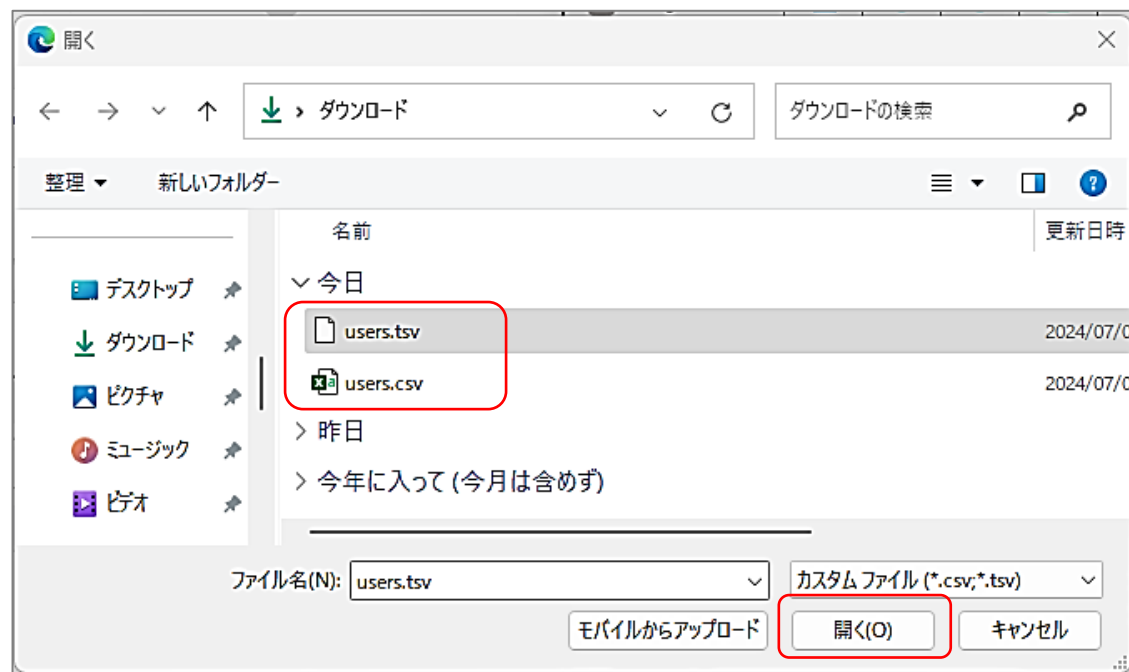 開く
ダウンロード
ダウンロードの検索
整理
新しいフォルダー
名前
更新日時
今日
デスクトップ
users.tsv
2024/07/0
ダウンロード
users.csv
2024/07/0
ピクチャ
昨日
ミュージック
今年に入って (今月は含めず)
ビデオ
ファイル名(N):
users.tsv
カスタム ファイル (*.csv;*.tsv)
モバイルからアップロード
開く(O)
キャンセル